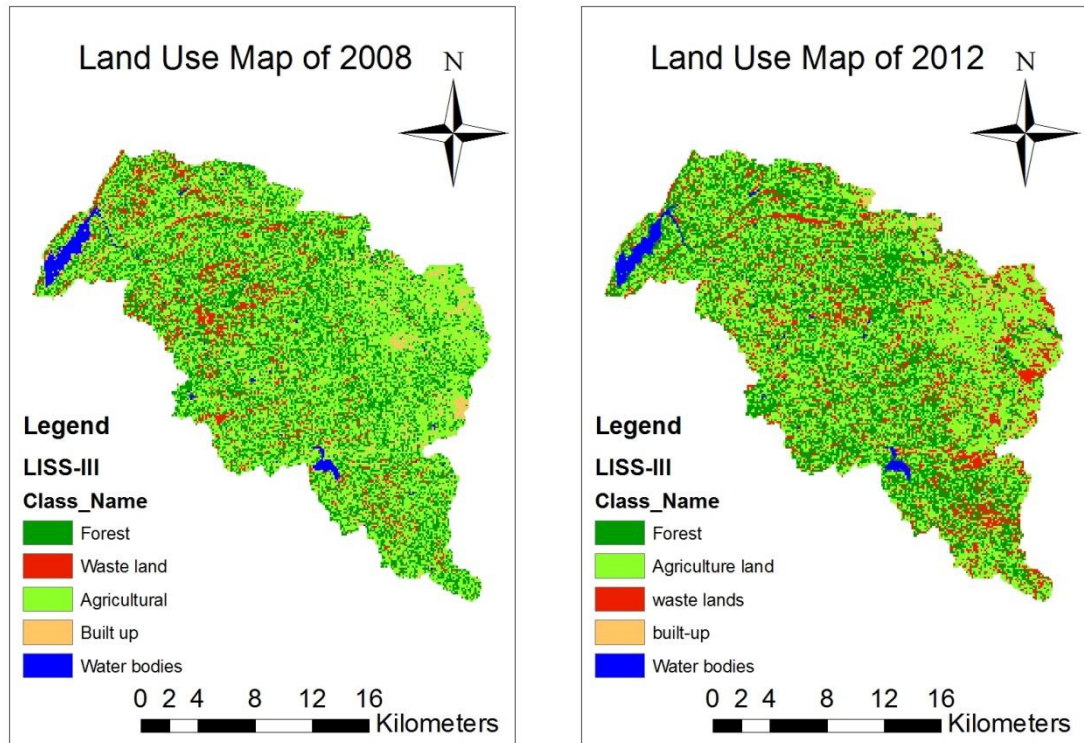 Land Use Map of 2008
N
Legend
LISS-III
Class_Name
Forest
Waste land
Agricultural
Built up
Water bodies
0 2 4 8 12 16
Kilometers
Land Use Map of 2012
N
Legend
LISS-III
Class_Name
Forest
Agriculture land
waste lands
built-up
Water bodies
0 2 4 8 12 16
Kilometers